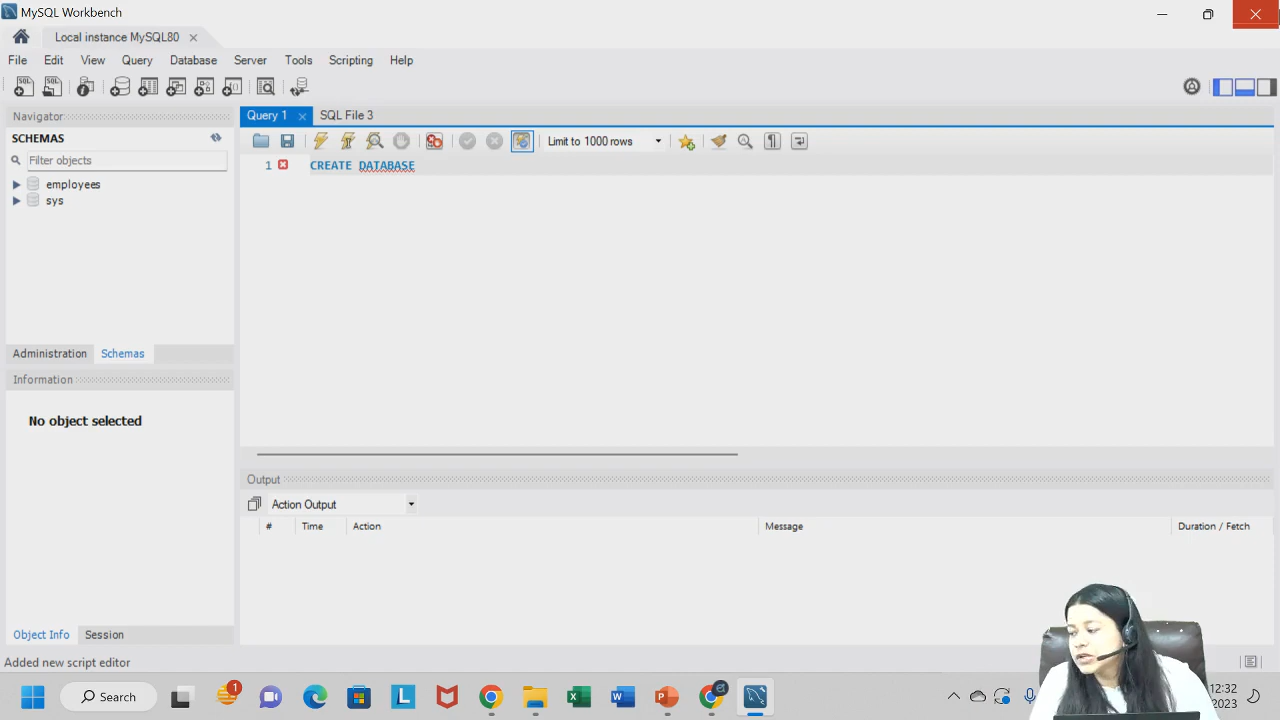 MySQL Workbench
Local instance MySQL80
File Edit View Query Database Server Tools Scripting Help
Navigator
SCHEMAS
Filter objects
employees
sys
Administration Schemas
Information
No object selected
Object Info Session
Query 1 SQL File 3
Limit to 1000 rows
1 CREATE DATABASE
Output
Action Output
# Time Action Message Duration / Fetch
Added new script editor
Search
1
12:32
2023